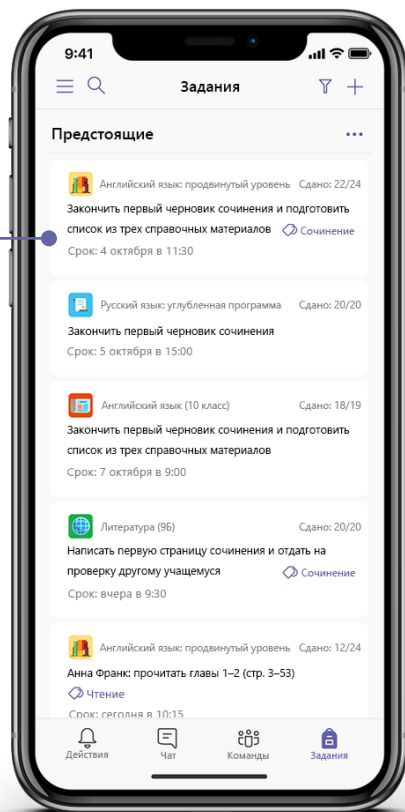 9:41
Задания
Предстоящие
Английский язык: продвинутый уровень Сдано: 22/24
Закончить первый черновик сочинения и подготовить
список из трех справочных материалов Сочинение
Срок: 4 октября в 11:30
Русский язык: углубленная программа Сдано: 20/20
Закончить первый черновик сочинения
Срок: 5 октября в 15:00
Английский язык (10 класс) Сдано: 18/19
Закончить первый черновик сочинения и подготовить
список из трех справочных материалов
Срок: 7 октября в 9:00
Литература (9Б) Сдано: 20/20
Написать первую страницу сочинения и отдать на
проверку другому учащемуся Сочинение
Срок: вчера в 9:30
Английский язык: продвинутый уровень Сдано: 12/24
Анна Франк: прочитать главы 1–2 (стр. 3–53)
Чтение
Срок: сегодня в 10:15
Действия Чат Команды Задания